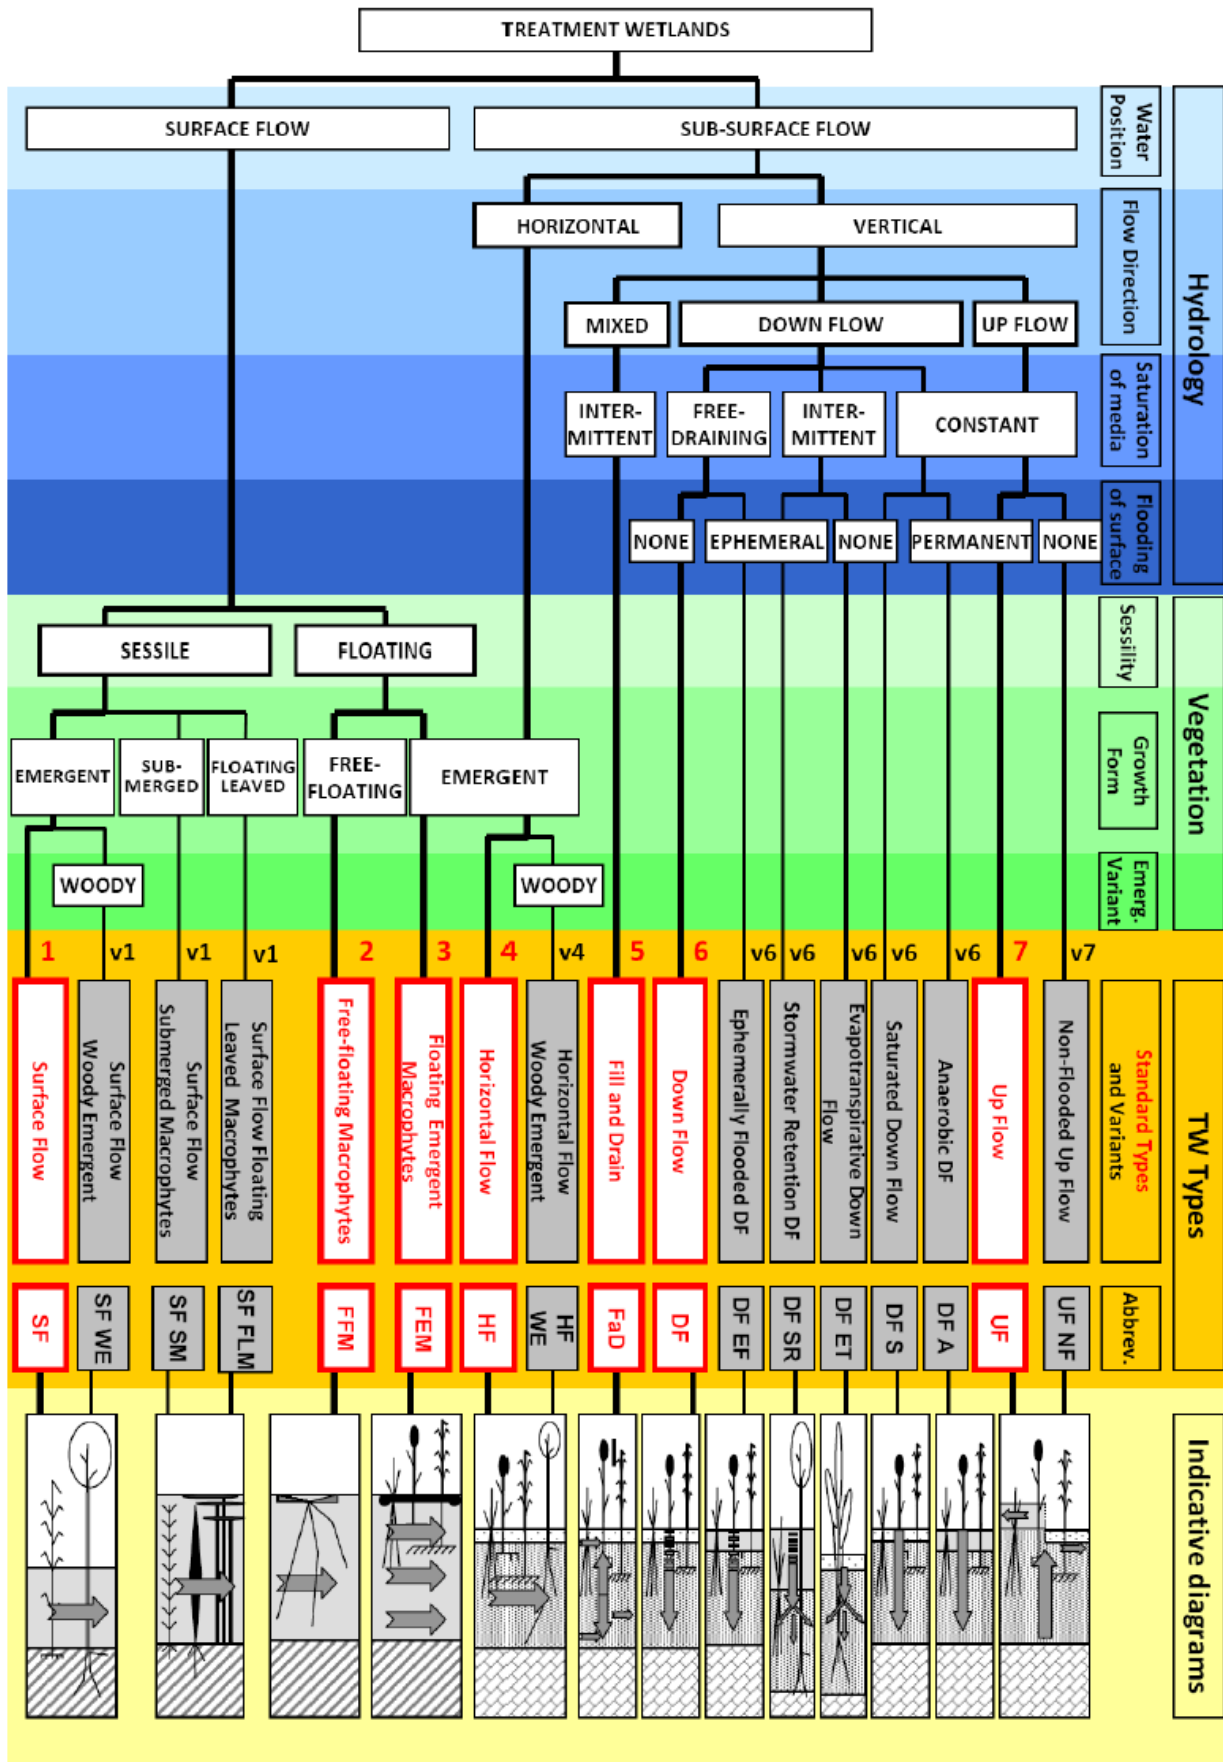 TREATMENT WETLANDS
SURFACE FLOW
SUB-SURFACE FLOW
Water
Position
HORIZONTAL
VERTICAL
Flow Direction
Hydrology
MIXED
DOWN FLOW
UP FLOW
INTER-
MITTENT
FREE-
DRAINING
INTER-
MITTENT
CONSTANT
Saturation
of media
NONE
EPHEMERAL
NONE
PERMANENT
NONE
Flooding
of surface
SESSILE
FLOATING
Sessility
Vegetation
EMERGENT
SUB-
MERGED
FLOATING
LEAVED
FREE-
FLOATING
EMERGENT
Growth
Form
WOODY
WOODY
Emerg.
Variant
1
v1
v1
v1
2
3
4
v4
5
6
v6
v6
v6
v6
v6
7
v7
Surface Flow
Surface Flow
Woody Emergent
Surface Flow
Submerged Macrophytes
Surface Flow Floating
Leaved Macrophytes
Free-floating Macrophytes
Floating Emergent
Macrophytes
Horizontal Flow
Horizontal Flow
Woody Emergent
Fill and Drain
Down Flow
Ephemerally Flooded DF
Stormwater Retention DF
Evapotranspirative Down
Flow
Saturated Down Flow
Anaerobic DF
Up Flow
Non-Flooded Up Flow
Standard Types
and Variants
TW Types
SF
SF WE
SF SM
SF FLM
FFM
FEM
HF
HF
WE
FaD
DF
DF EF
DF SR
DF ET
DF S
DF A
UF
UF NF
Abbrev.
Indicative diagrams